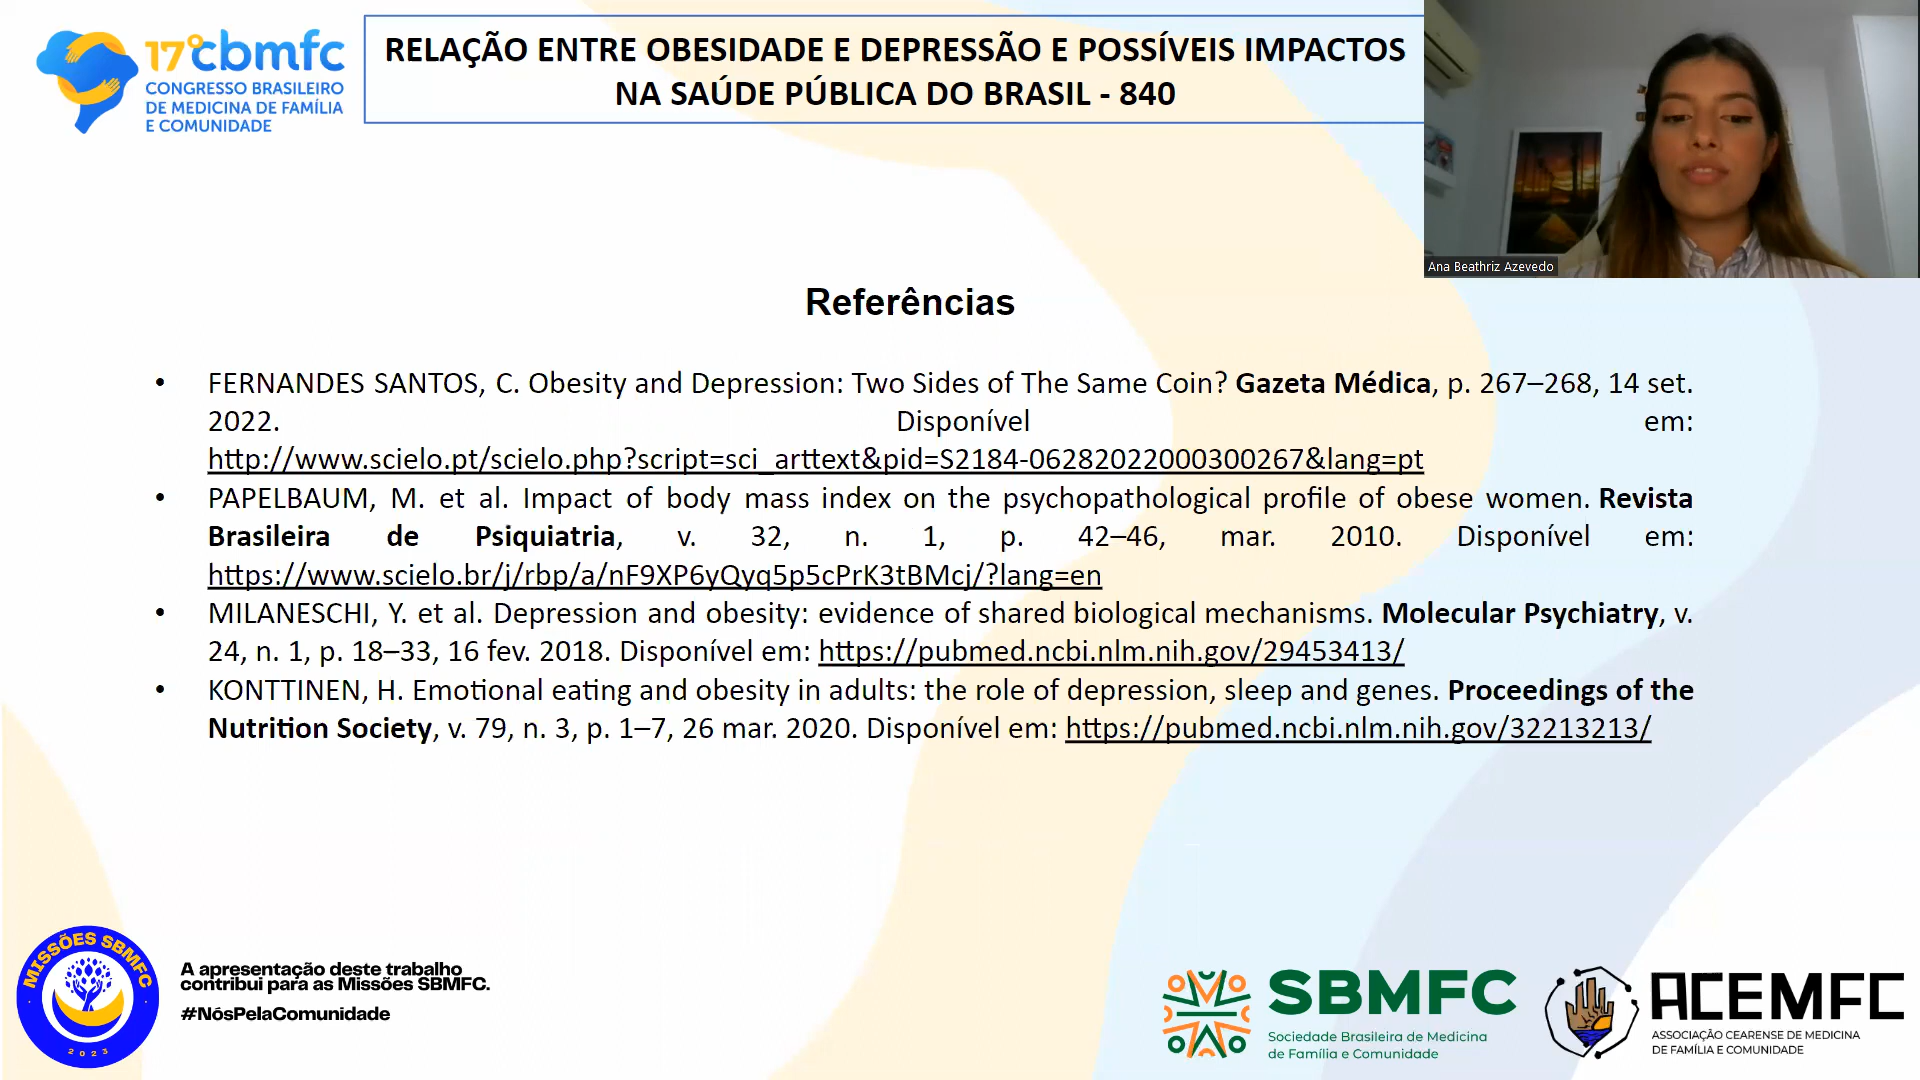 17º cbmfc
CONGRESSO BRASILEIRO
DE MEDICINA DE FAMÍLIA
E COMUNIDADE
RELAÇÃO ENTRE OBESIDADE E DEPRESSÃO E POSSÍVEIS IMPACTOS
NA SAÚDE PÚBLICA DO BRASIL - 840
Ana Beathriz Azevedo
Referências
• FERNANDES SANTOS, C. Obesity and Depression: Two Sides of The Same Coin? Gazeta Médica, p. 267–268, 14 set.
2022. Disponível em:
http://www.scielo.pt/scielo.php?script=sci_arttext&pid=S2184-06282022000300267&lang=pt
• PAPELBAUM, M. et al. Impact of body mass index on the psychopathological profile of obese women. Revista
Brasileira de Psiquiatria, v. 32, n. 1, p. 42–46, mar. 2010. Disponível em:
https://www.scielo.br/j/rbp/a/nF9XP6yQyq5p5cPrK3tBMcj/?lang=en
• MILANESCHI, Y. et al. Depression and obesity: evidence of shared biological mechanisms. Molecular Psychiatry, v.
24, n. 1, p. 18–33, 16 fev. 2018. Disponível em: https://pubmed.ncbi.nlm.nih.gov/29453413/
• KONTTINEN, H. Emotional eating and obesity in adults: the role of depression, sleep and genes. Proceedings of the
Nutrition Society, v. 79, n. 3, p. 1–7, 26 mar. 2020. Disponível em: https://pubmed.ncbi.nlm.nih.gov/32213213/
MISSÕES SBMFC
2023
A apresentação deste trabalho
contribui para as Missões SBMFC.
#NósPelaComunidade
SBMFC
Sociedade Brasileira de Medicina
de Família e Comunidade
ACEMFC
ASSOCIAÇÃO CEARENSE DE MEDICINA
DE FAMÍLIA E COMUNIDADE